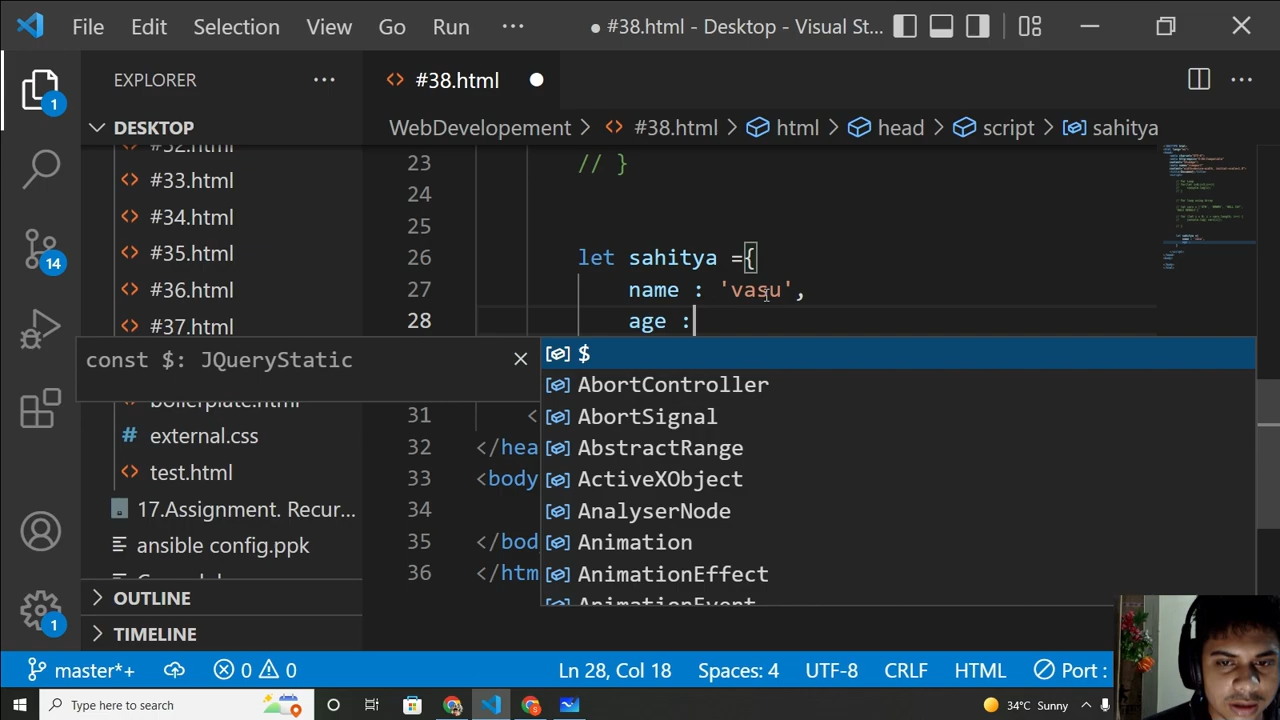 File Edit Selection View Go Run ··· ● #38.html - Desktop - Visual St...
EXPLORER ···
#38.html ●
DESKTOP
WebDevelopement > #38.html > html > head > script > sahitya
#32.html
#33.html
#34.html
#35.html
#36.html
#37.html
boilerplate.html
external.css
test.html
17.Assignment. Recur...
ansible config.ppk
OUTLINE
TIMELINE
23 // }
24
25
26 let sahitya ={
27 name : 'vasu',
28 age :
const $: JQueryStatic
$
AbortController
AbortSignal
AbstractRange
ActiveXObject
AnalyserNode
Animation
AnimationEffect
AnimationEvent
31 <
32 </hea
33 <body
34
35 </bod
36 </htm
1
14
1
master*+ 0 0 Ln 28, Col 18 Spaces: 4 UTF-8 CRLF HTML Port :
Type here to search 34°C Sunny